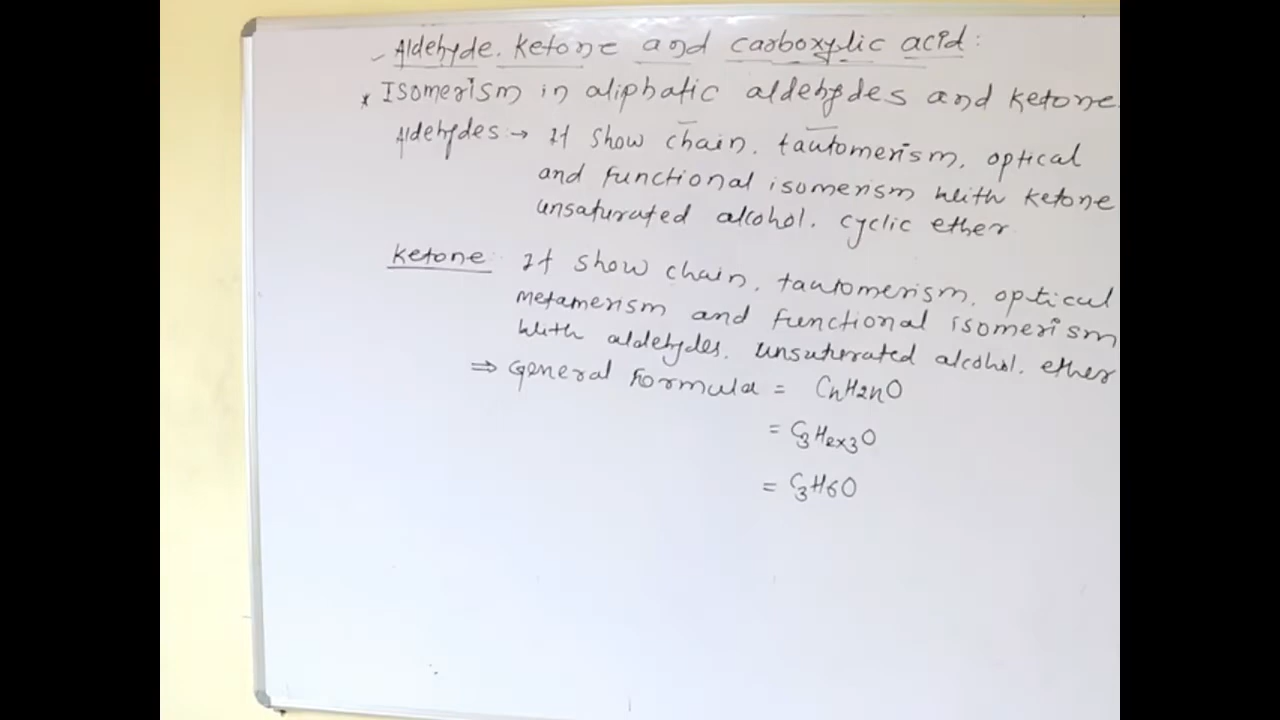 Aldehyde. ketone and carboxylic acid:
* Isomerism in aliphatic aldehydes and ketone.
Aldehydes → It show chain. tautomerism. optical
and functional isomerism with ketone
unsaturated alcohol. cyclic ether
ketone: It show chain. tautomerism. optical
metamerism and functional isomerism
with aldehydes. unsaturated alcohol. ether
⇒ General Formula = CnH2nO
= C3H2x3O
= C3H6O